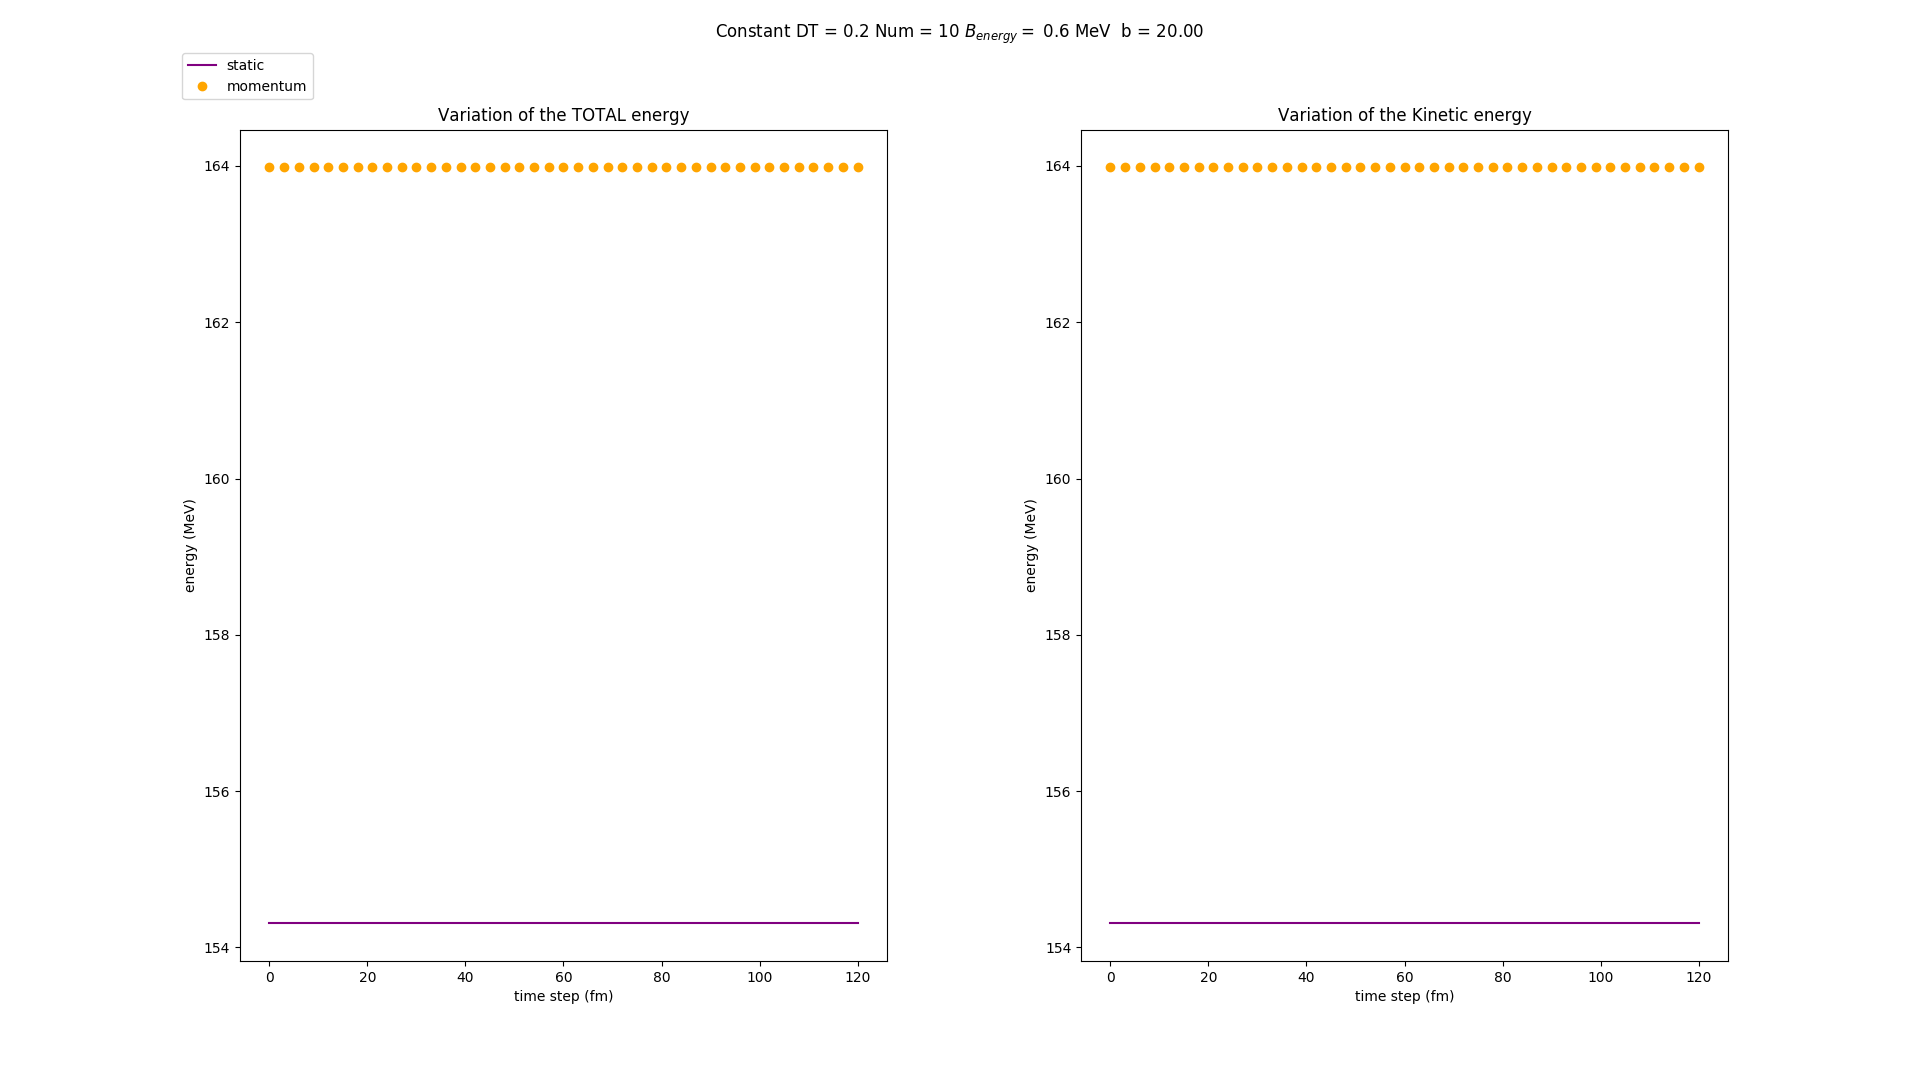 Constant DT = 0.2 Num = 10 B_energy = 0.6 MeV b = 20.00
static
momentum
Variation of the TOTAL energy
164
162
160
158
156
154
energy (MeV)
0 20 40 60 80 100 120
time step (fm)
Variation of the Kinetic energy
164
162
160
158
156
154
energy (MeV)
0 20 40 60 80 100 120
time step (fm)